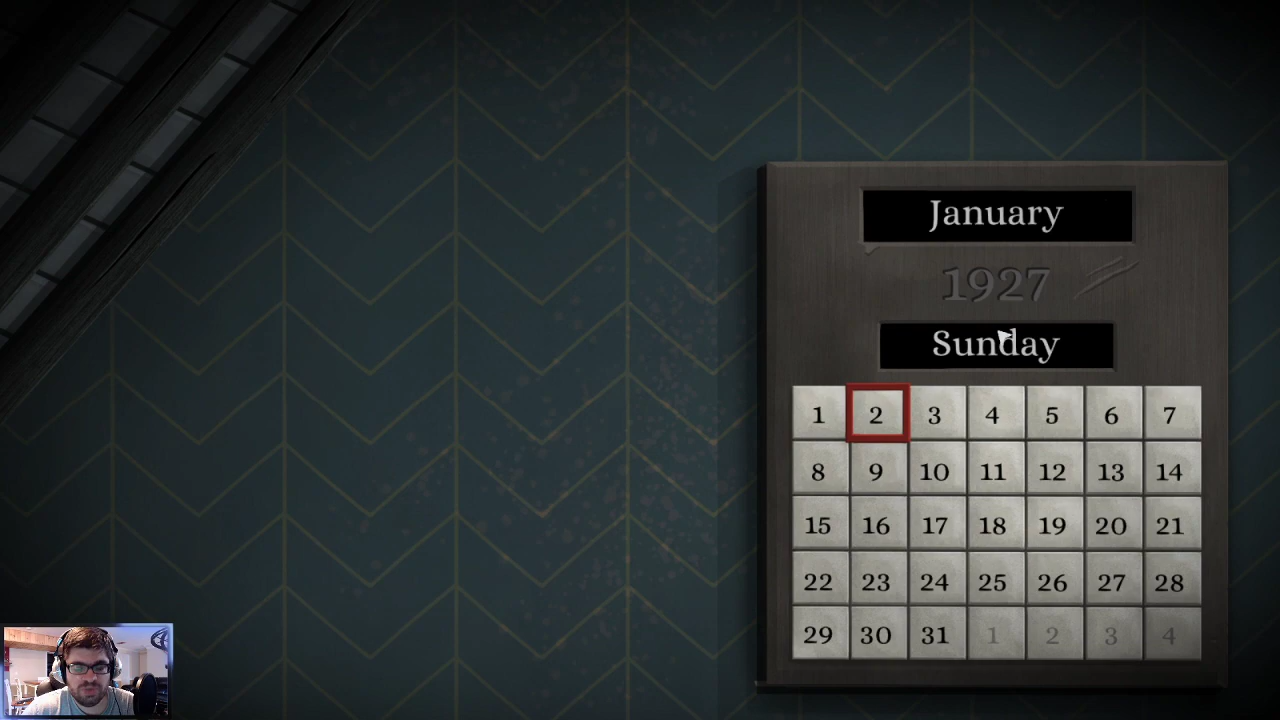 January
1927
Sunday
1 2 3 4 5 6 7
8 9 10 11 12 13 14
15 16 17 18 19 20 21
22 23 24 25 26 27 28
29 30 31 1 2 3 4